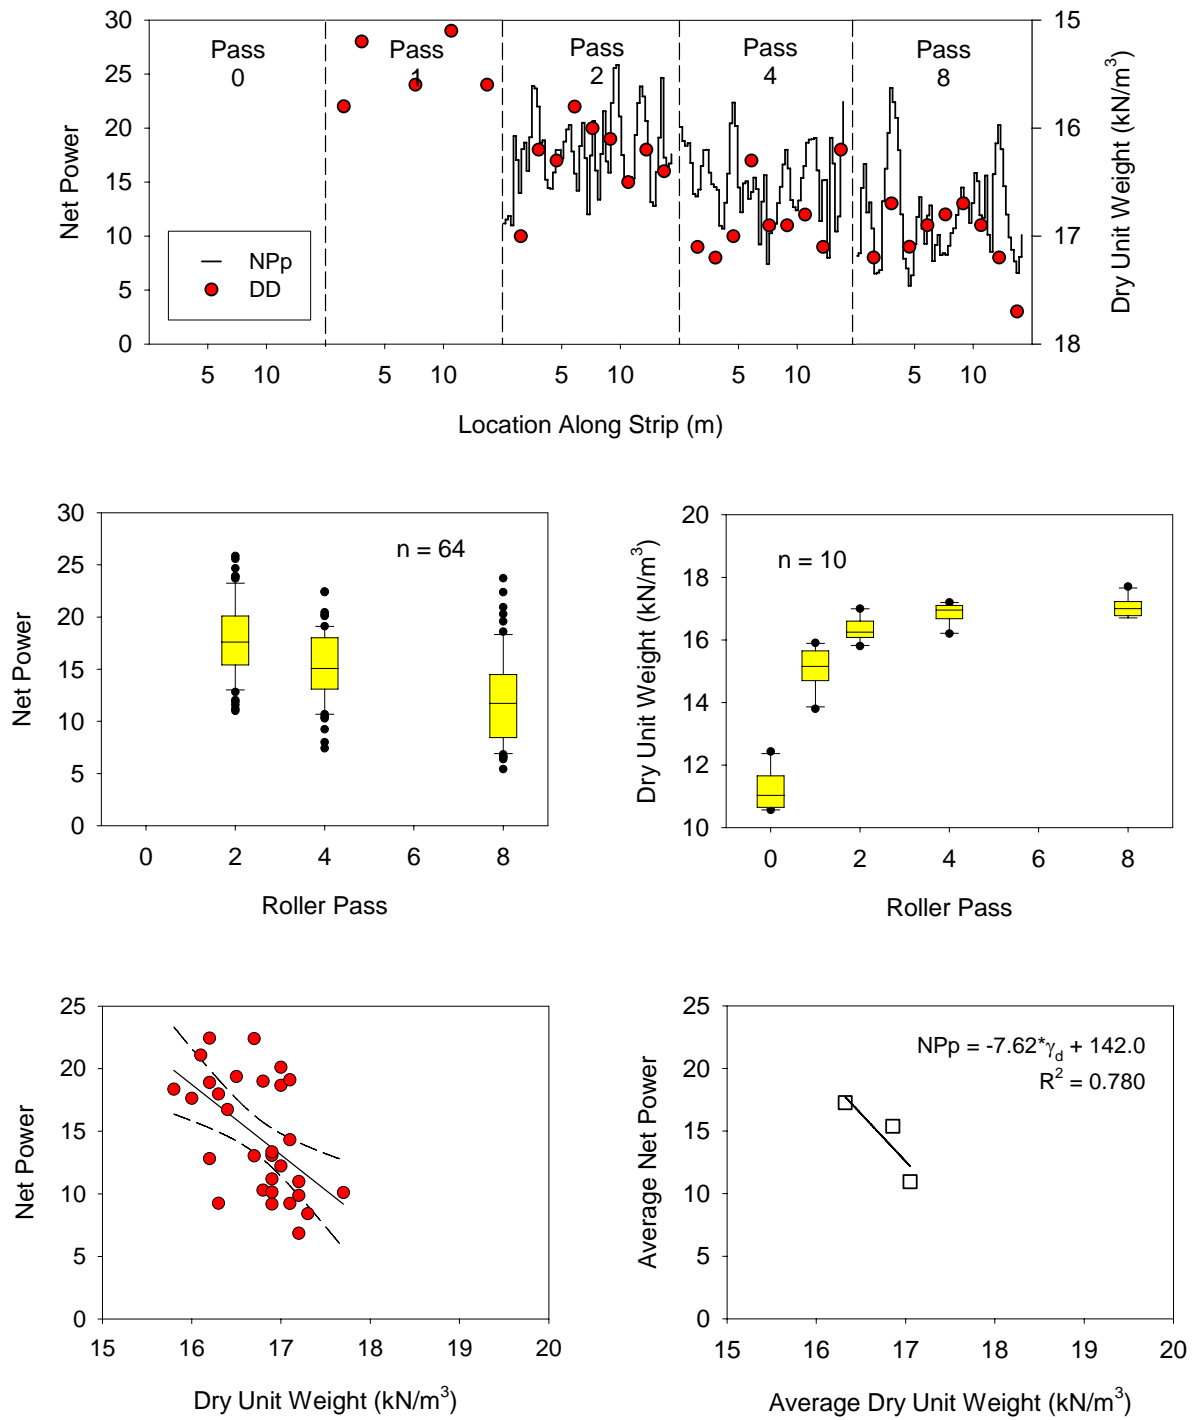 30 25 20 15 10 5 0
Net Power
Pass 0
Pass 1
Pass 2
Pass 4
Pass 8
15 16 17 18
Dry Unit Weight (kN/m³)
NPp
DD
5 10 5 10 5 10 5 10 5 10
Location Along Strip (m)
30 25 20 15 10 5 0
Net Power
n = 64
0 2 4 6 8
Roller Pass
20 18 16 14 12 10
Dry Unit Weight (kN/m³)
n = 10
0 2 4 6 8
Roller Pass
25 20 15 10 5 0
Net Power
15 16 17 18 19 20
Dry Unit Weight (kN/m³)
25 20 15 10 5 0
Average Net Power
NPp = -7.62*γd + 142.0
R² = 0.780
15 16 17 18 19 20
Average Dry Unit Weight (kN/m³)